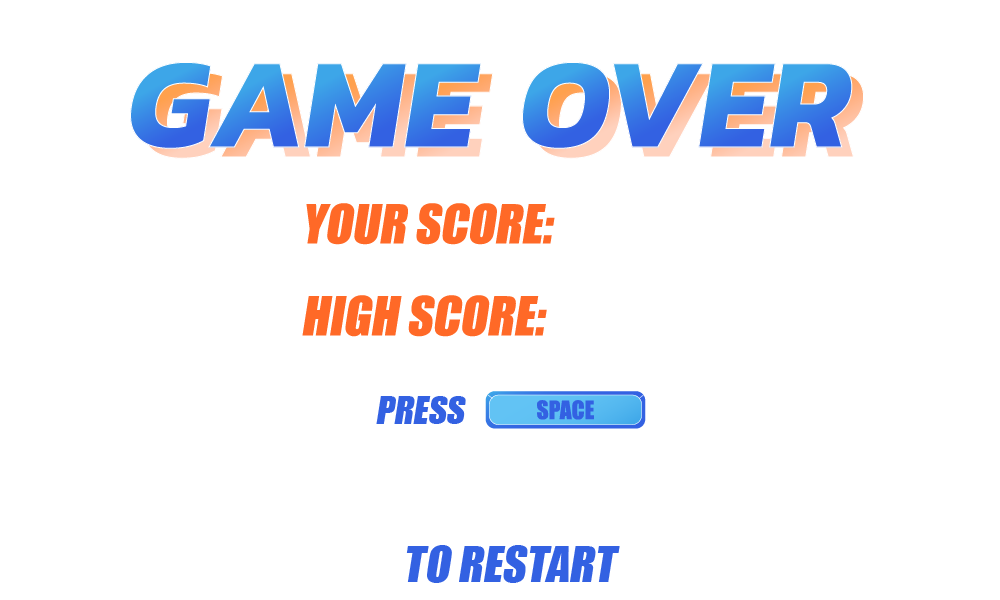 GAME OVER
YOUR SCORE:
HIGH SCORE:
PRESS SPACE
TO RESTART